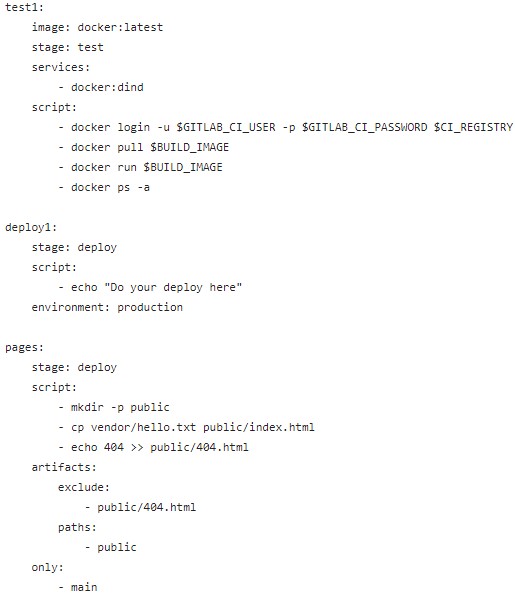 test1:
    image: docker:latest
    stage: test
    services:
        - docker:dind
    script:
        - docker login -u $GITLAB_CI_USER -p $GITLAB_CI_PASSWORD $CI_REGISTRY
        - docker pull $BUILD_IMAGE
        - docker run $BUILD_IMAGE
        - docker ps -a

deploy1:
    stage: deploy
    script:
        - echo "Do your deploy here"
    environment: production

pages:
    stage: deploy
    script:
        - mkdir -p public
        - cp vendor/hello.txt public/index.html
        - echo 404 >> public/404.html
    artifacts:
        exclude:
            - public/404.html
        paths:
            - public
    only:
        - main